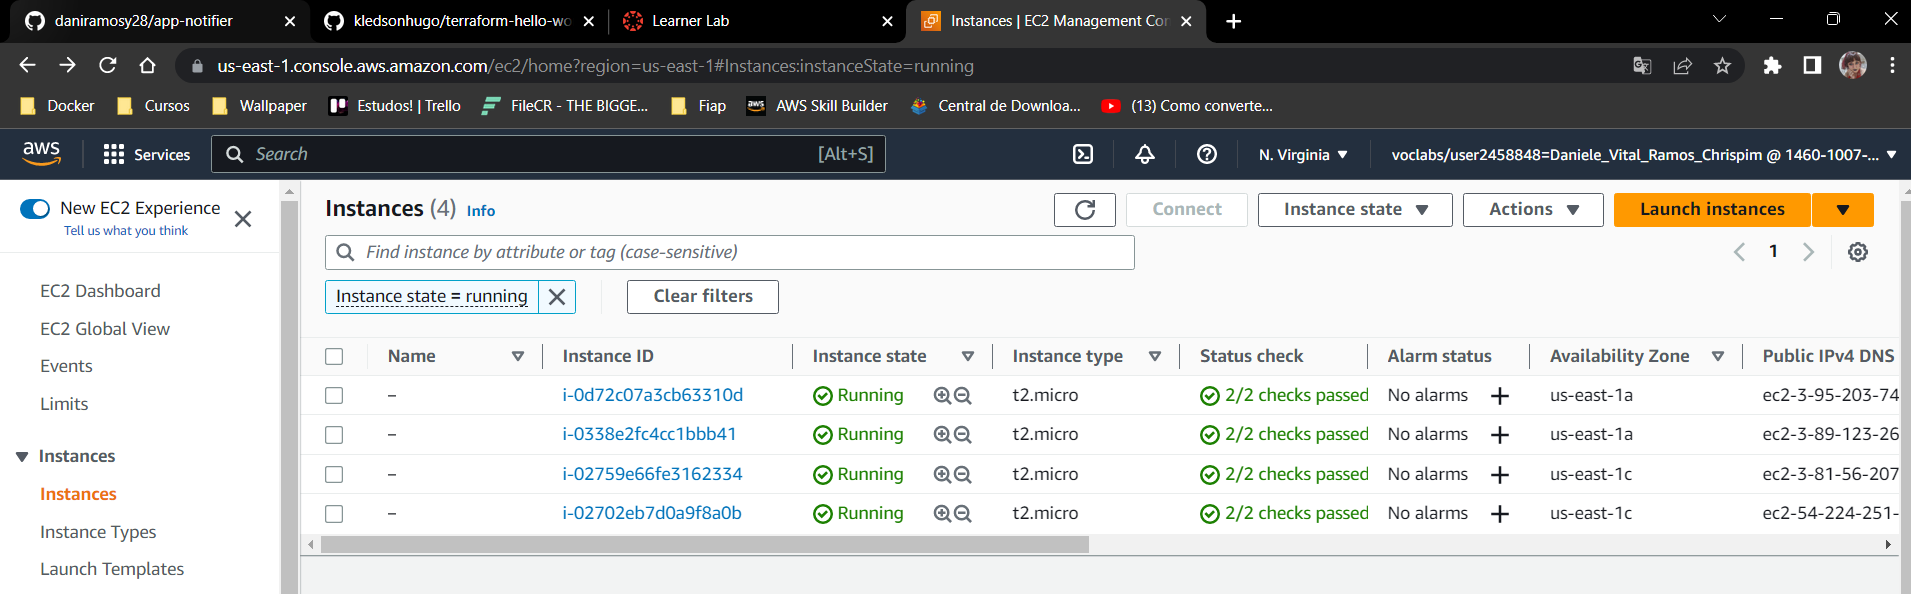 daniramosy28/app-notifier
kledsonhugo/terraform-hello-wo
Learner Lab
Instances | EC2 Management Con
us-east-1.console.aws.amazon.com/ec2/home?region=us-east-1#Instances:instanceState=running
Docker
Cursos
Wallpaper
Estudos! | Trello
FileCR - THE BIGGE...
Fiap
aws
AWS Skill Builder
Central de Downloa...
(13) Como converte...
aws
Services
Search
[Alt+S]
N. Virginia
voclabs/user2458848=Daniele_Vital_Ramos_Chrispim @ 1460-1007-...
New EC2 Experience
Tell us what you think
EC2 Dashboard
EC2 Global View
Events
Limits
Instances
Instances
Instance Types
Launch Templates
Instances (4) Info
Connect
Instance state
Actions
Launch instances
Find instance by attribute or tag (case-sensitive)
1
Instance state = running
Clear filters
Name Instance ID Instance state Instance type Status check Alarm status Availability Zone Public IPv4 DNS
– i-0d72c07a3cb63310d Running t2.micro 2/2 checks passed No alarms + us-east-1a ec2-3-95-203-74
– i-0338e2fc4cc1bbb41 Running t2.micro 2/2 checks passed No alarms + us-east-1a ec2-3-89-123-26
– i-02759e66fe3162334 Running t2.micro 2/2 checks passed No alarms + us-east-1c ec2-3-81-56-207
– i-02702eb7d0a9f8a0b Running t2.micro 2/2 checks passed No alarms + us-east-1c ec2-54-224-251-